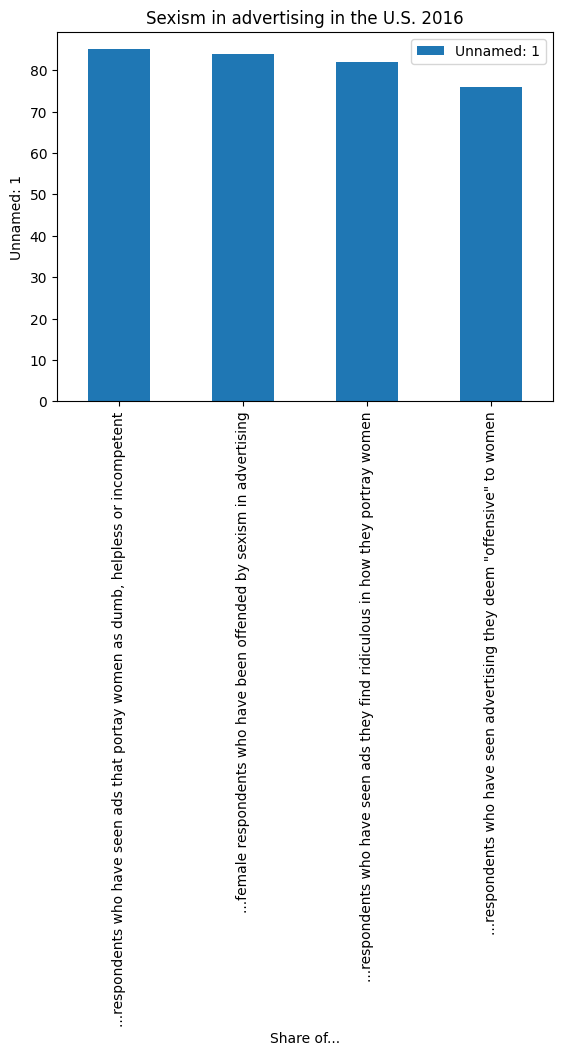 Sexism in advertising in the U.S. 2016
Unnamed: 1
Unnamed: 1
80
70
60
50
40
30
20
10
0
...respondents who have seen ads that portay women as dumb, helpless or incompetent
...female respondents who have been offended by sexism in advertising
...respondents who have seen ads they find ridiculous in how they portray women
...respondents who have seen advertising they deem "offensive" to women
Share of...